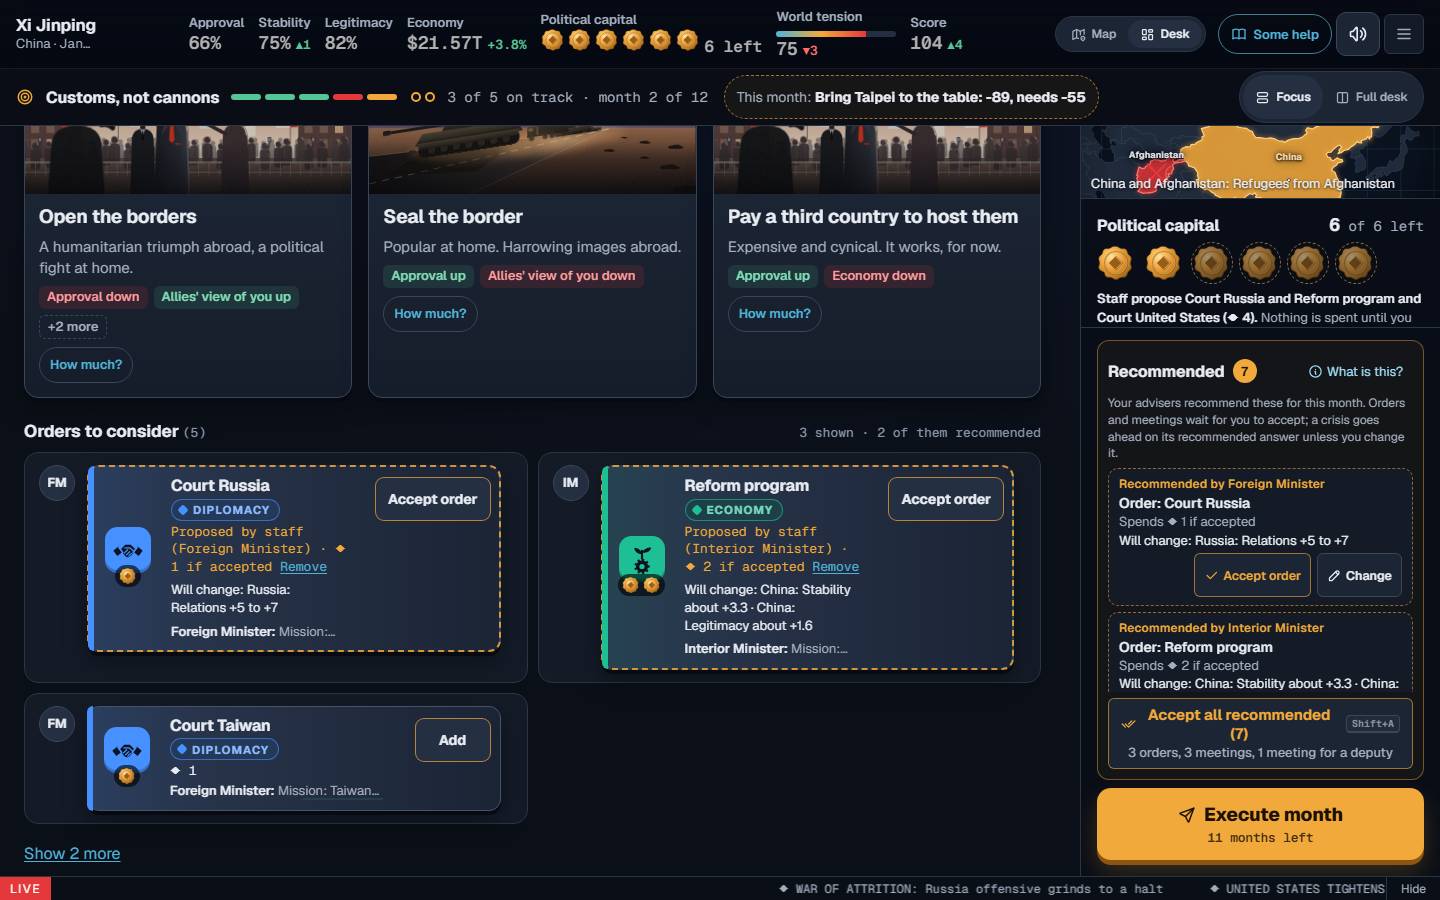 Xi Jinping
China · Jan...
Approval
66%
Stability
75% ▲1
Legitimacy
82%
Economy
$21.57T +3.8%
Political capital
6 left
World tension
75 ▼3
Score
104 ▲4
Map
Desk
Some help
Customs, not cannons
3 of 5 on track · month 2 of 12
This month: Bring Taipei to the table: -89, needs -55
Focus
Full desk
Open the borders
A humanitarian triumph abroad, a political
fight at home.
Approval down
Allies' view of you up
+2 more
How much?
Seal the border
Popular at home. Harrowing images abroad.
Approval up
Allies' view of you down
How much?
Pay a third country to host them
Expensive and cynical. It works, for now.
Approval up
Economy down
How much?
Orders to consider (5)
3 shown · 2 of them recommended
FM
Court Russia
◆ DIPLOMACY
Proposed by staff
(Foreign Minister) · ◆
1 if accepted Remove
Will change: Russia:
Relations +5 to +7
Foreign Minister: Mission:...
Accept order
IM
Reform program
◆ ECONOMY
Proposed by staff
(Interior Minister) ·
◆ 2 if accepted Remove
Will change: China: Stability
about +3.3 · China:
Legitimacy about +1.6
Interior Minister: Mission:...
Accept order
FM
Court Taiwan
◆ DIPLOMACY
◆ 1
Foreign Minister: Mission: Taiwan...
Add
Show 2 more
Afghanistan
China
China and Afghanistan: Refugees from Afghanistan
Political capital
6 of 6 left
Staff propose Court Russia and Reform program and
Court United States (◆ 4). Nothing is spent until you
Recommended 7
What is this?
Your advisers recommend these for this month. Orders
and meetings wait for you to accept; a crisis goes
ahead on its recommended answer unless you change
it.
Recommended by Foreign Minister
Order: Court Russia
Spends ◆ 1 if accepted
Will change: Russia: Relations +5 to +7
Accept order
Change
Recommended by Interior Minister
Order: Reform program
Spends ◆ 2 if accepted
Will change: China: Stability about +3.3 · China:
Accept all recommended
(7)
Shift+A
3 orders, 3 meetings, 1 meeting for a deputy
Execute month
11 months left
LIVE
◆ WAR OF ATTRITION: Russia offensive grinds to a halt
◆ UNITED STATES TIGHTENS
Hide